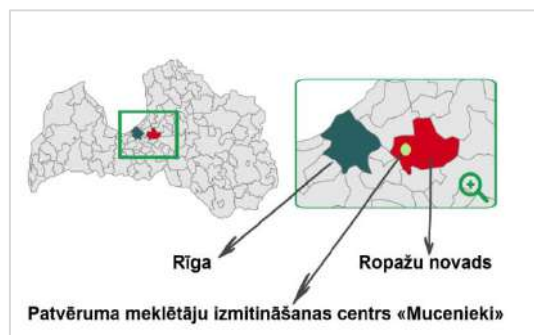 Rīga
Ropažu novads
Patvēruma meklētāju izmitināšanas centrs «Mucenieki»